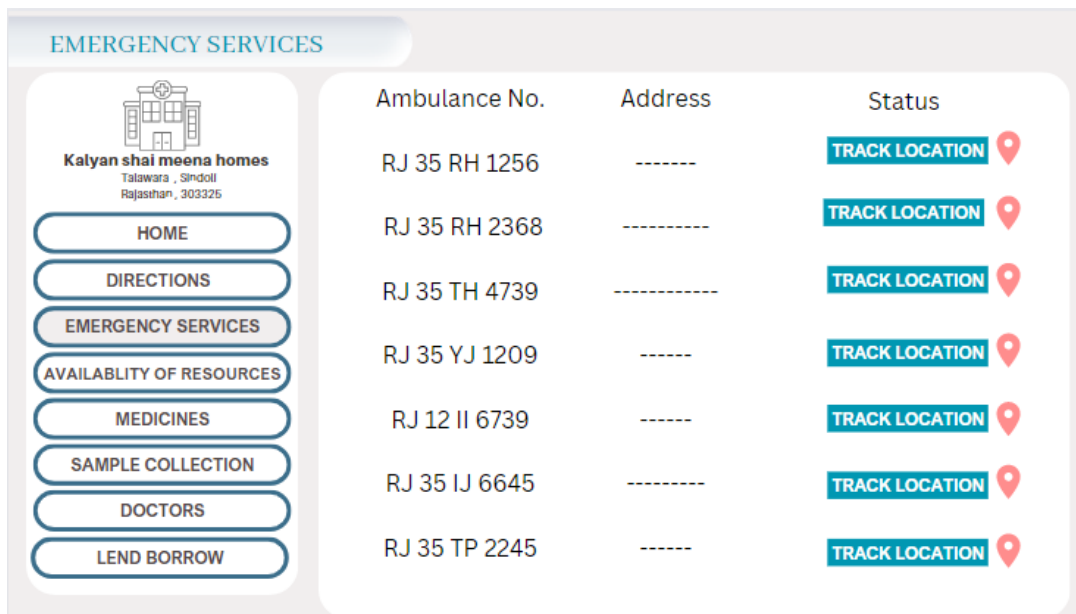 EMERGENCY SERVICES
Kalyan shai meena homes
Talawara , Sindoli
Rajasthan , 303325
HOME
DIRECTIONS
EMERGENCY SERVICES
AVAILABLITY OF RESOURCES
MEDICINES
SAMPLE COLLECTION
DOCTORS
LEND BORROW
Ambulance No. Address Status
RJ 35 RH 1256 ------- TRACK LOCATION
RJ 35 RH 2368 ---------- TRACK LOCATION
RJ 35 TH 4739 ------------ TRACK LOCATION
RJ 35 YJ 1209 ------ TRACK LOCATION
RJ 12 II 6739 ------ TRACK LOCATION
RJ 35 IJ 6645 --------- TRACK LOCATION
RJ 35 TP 2245 ------ TRACK LOCATION